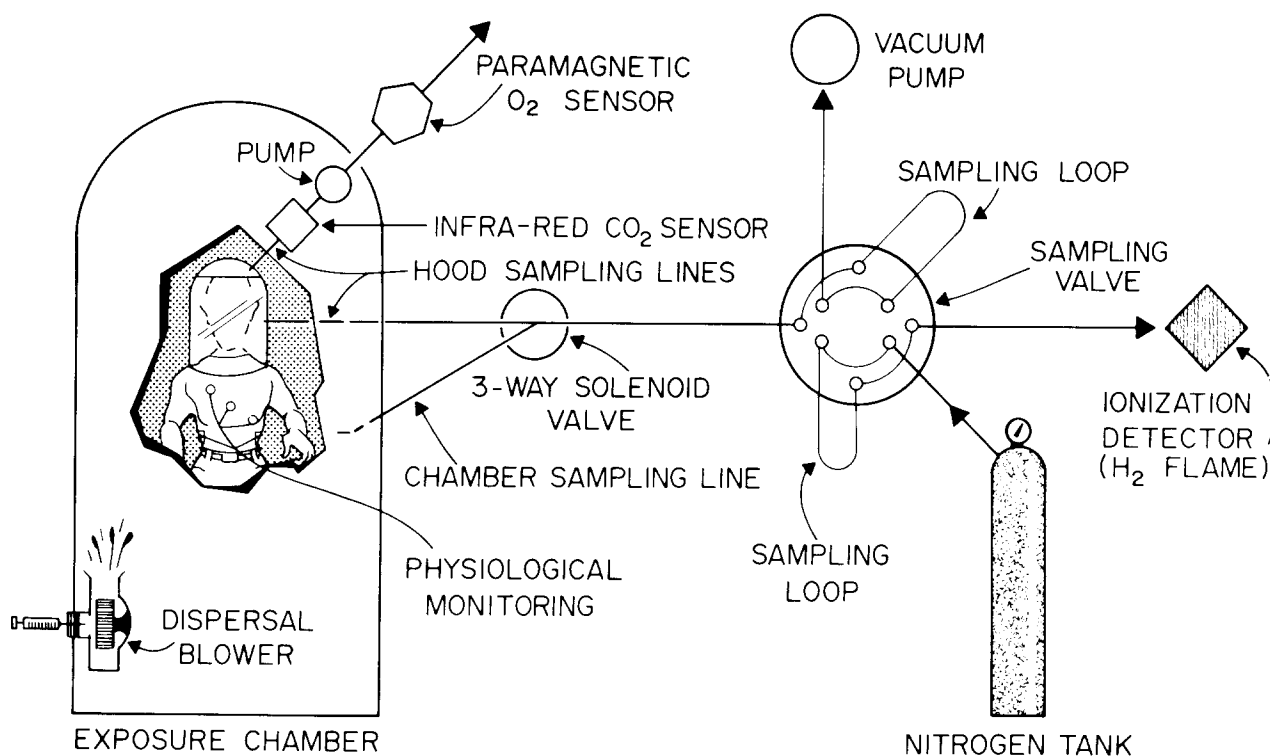 PARAMAGNETIC
O₂ SENSOR
VACUUM
PUMP
PUMP
SAMPLING LOOP
INFRA-RED CO₂ SENSOR
HOOD SAMPLING LINES
SAMPLING
VALVE
3-WAY SOLENOID
VALVE
IONIZATION
DETECTOR
(H₂ FLAME)
CHAMBER SAMPLING LINE
SAMPLING
LOOP
PHYSIOLOGICAL
MONITORING
DISPERSAL
BLOWER
EXPOSURE CHAMBER
NITROGEN TANK